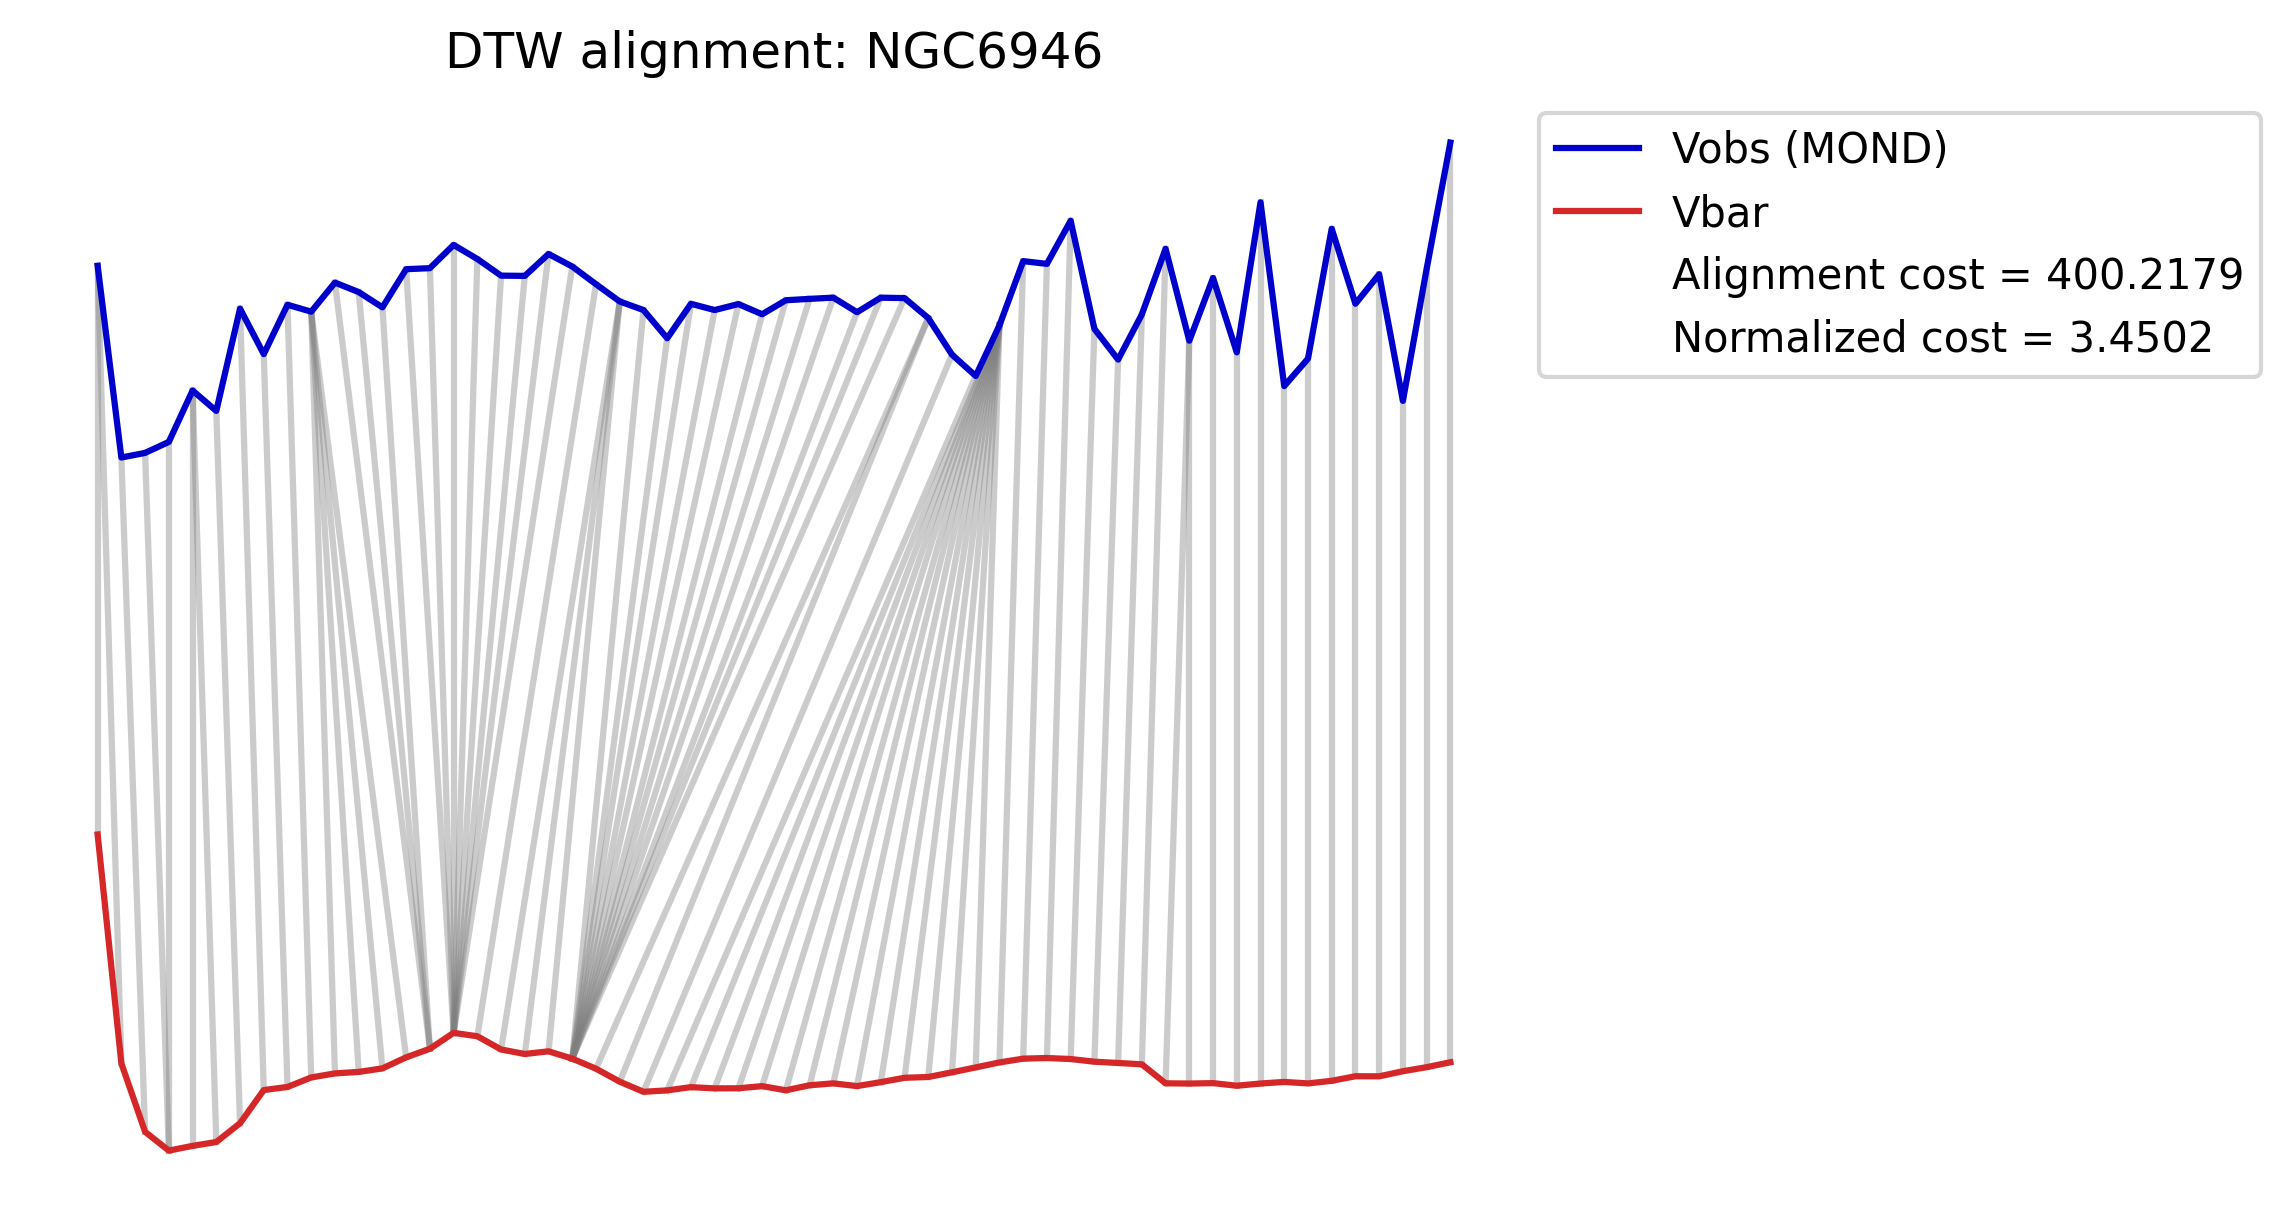 DTW alignment: NGC6946
Vobs (MOND)
Vbar
Alignment cost = 400.2179
Normalized cost = 3.4502